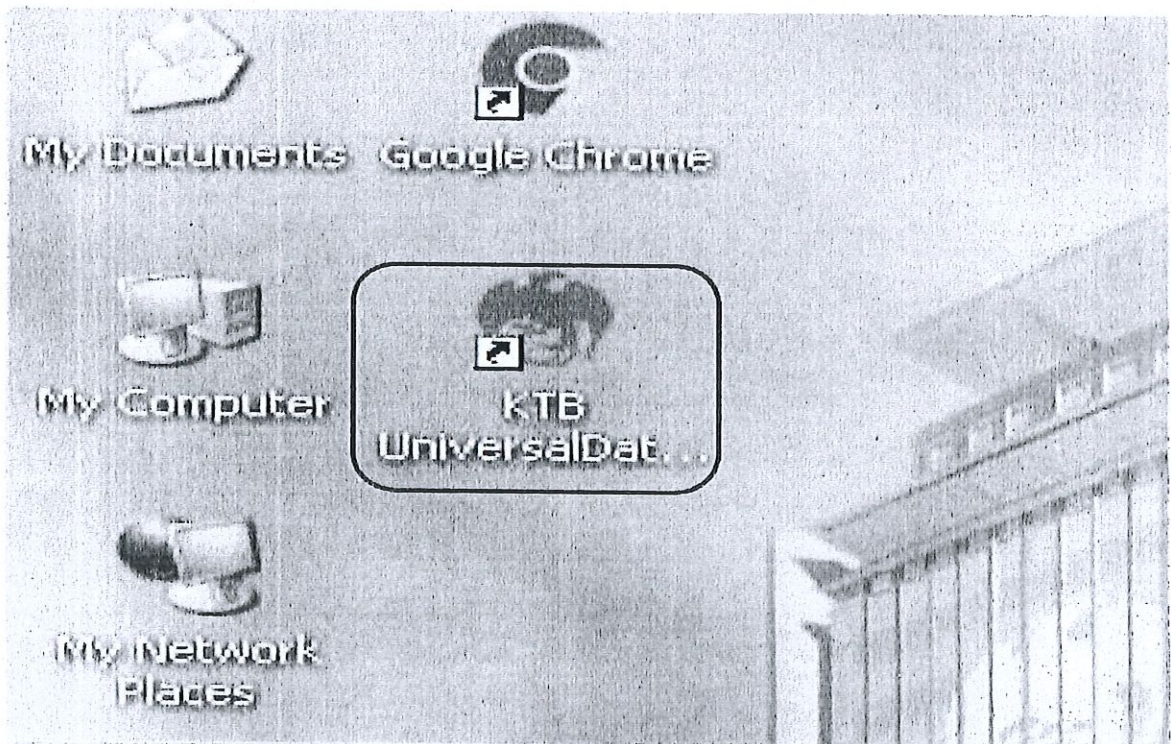 My Documents
Google Chrome
My Computer
KTB
UniversalDat...
My Network
Places